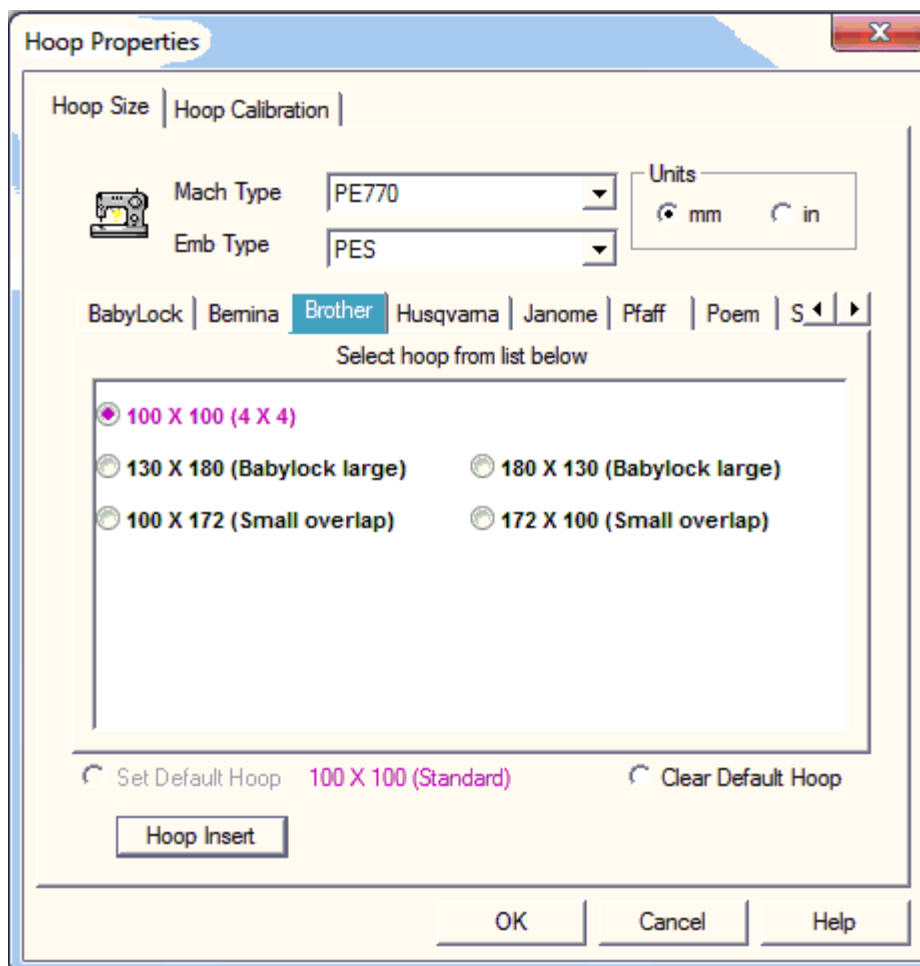 Hoop Properties
Hoop Size Hoop Calibration
Mach Type PE770
Units
mm in
Emb Type PES
BabyLock Bernina Brother Husqvarna Janome Pfaff Poem S
Select hoop from list below
100 X 100 (4 X 4)
130 X 180 (Babylock large) 180 X 130 (Babylock large)
100 X 172 (Small overlap) 172 X 100 (Small overlap)
Set Default Hoop 100 X 100 (Standard) Clear Default Hoop
Hoop Insert
OK Cancel Help